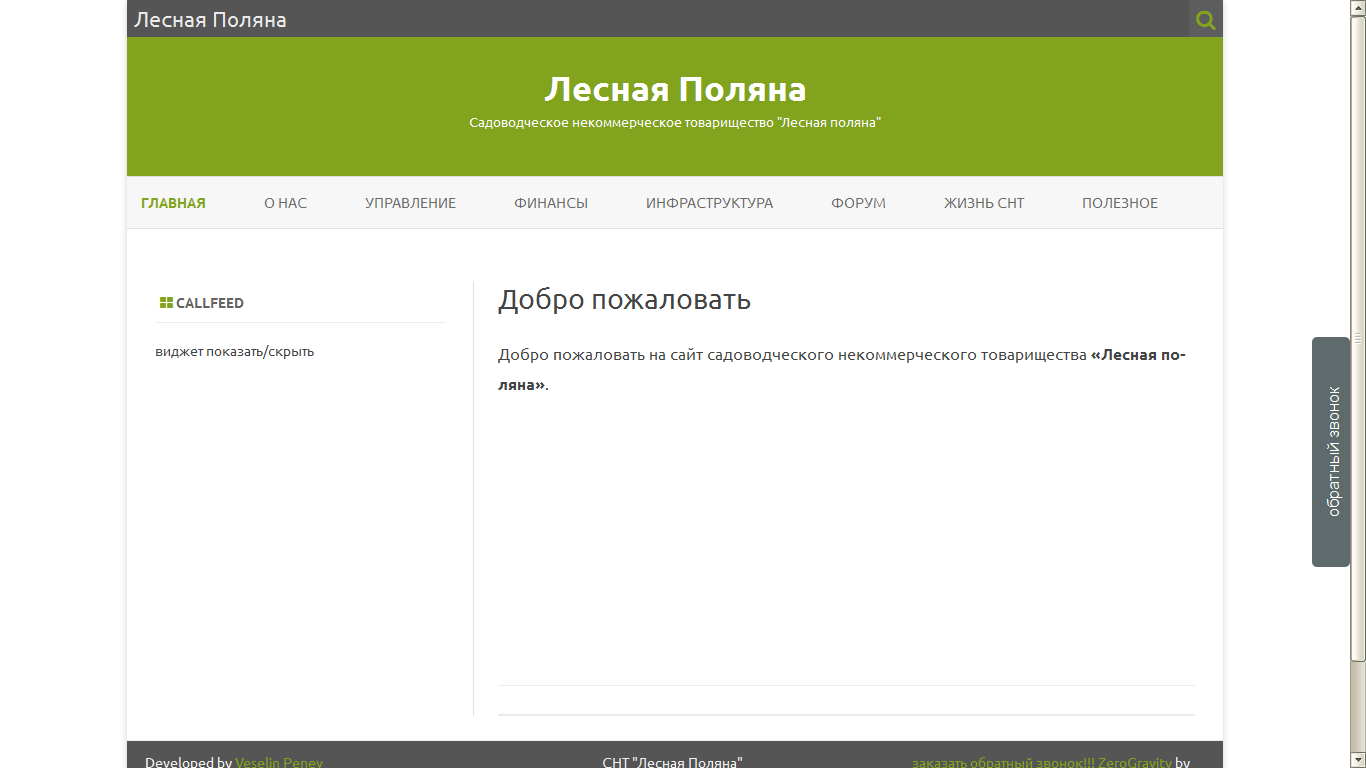 Лесная Поляна
Лесная Поляна
Садоводческое некоммерческое товарищество "Лесная поляна"
ГЛАВНАЯ О НАС УПРАВЛЕНИЕ ФИНАНСЫ ИНФРАСТРУКТУРА ФОРУМ ЖИЗНЬ СНТ ПОЛЕЗНОЕ
CALLFEED
виджет показать/скрыть
Добро пожаловать
Добро пожаловать на сайт садоводческого некоммерческого товарищества «Лесная по-
ляна».
обратный звонок
Developed by Veselin Penev
СНТ "Лесная Поляна"
заказать обратный звонок!!! ZeroGravity by